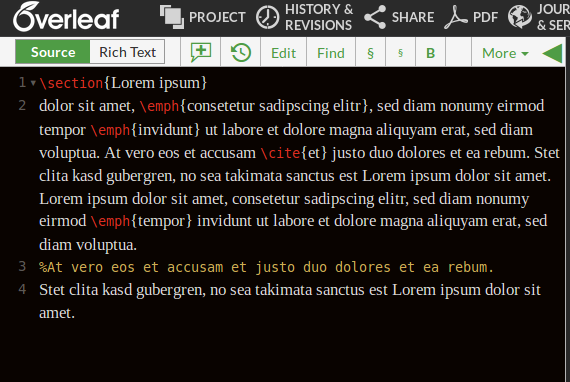 Overleaf PROJECT HISTORY & REVISIONS SHARE PDF JOUR & SER
Source Rich Text Edit Find § § B More
1 \section{Lorem ipsum}
2 dolor sit amet, \emph{consetetur sadipscing elitr}, sed diam nonumy eirmod
tempor \emph{invidunt} ut labore et dolore magna aliquyam erat, sed diam
voluptua. At vero eos et accusam \cite{et} justo duo dolores et ea rebum. Stet
clita kasd gubergren, no sea takimata sanctus est Lorem ipsum dolor sit amet.
Lorem ipsum dolor sit amet, consetetur sadipscing elitr, sed diam nonumy
eirmod \emph{tempor} invidunt ut labore et dolore magna aliquyam erat, sed
diam voluptua.
3 %At vero eos et accusam et justo duo dolores et ea rebum.
4 Stet clita kasd gubergren, no sea takimata sanctus est Lorem ipsum dolor sit
amet.